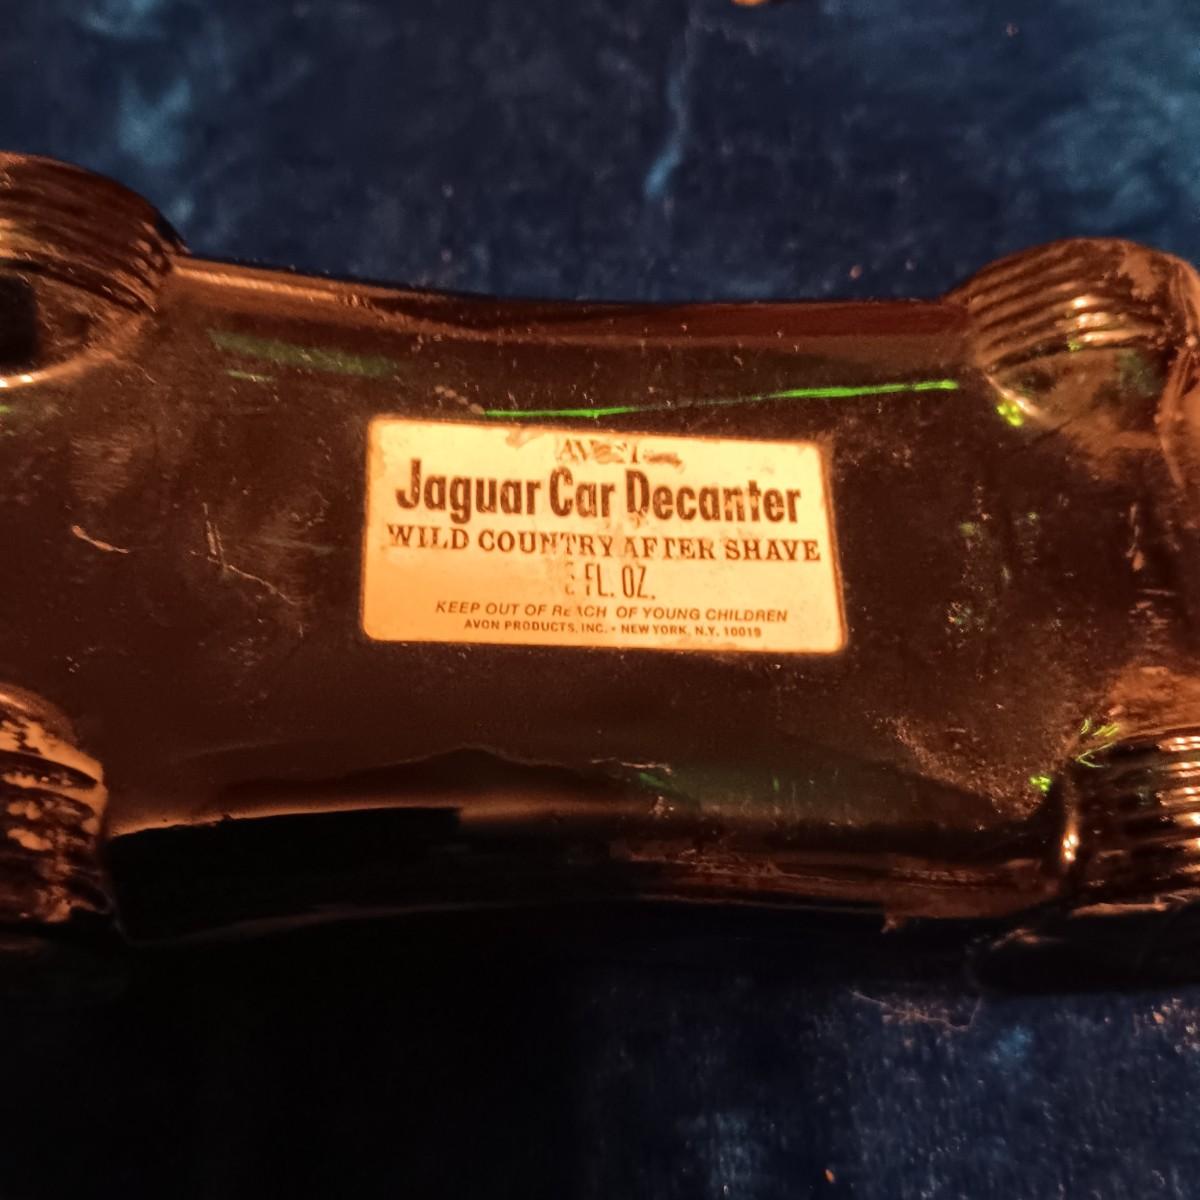 AVON
Jaguar Car Decanter
WILD COUNTRY AFTER SHAVE
FL. OZ.
KEEP OUT OF REACH OF YOUNG CHILDREN
AVON PRODUCTS, INC. • NEW YORK, N.Y. 10019